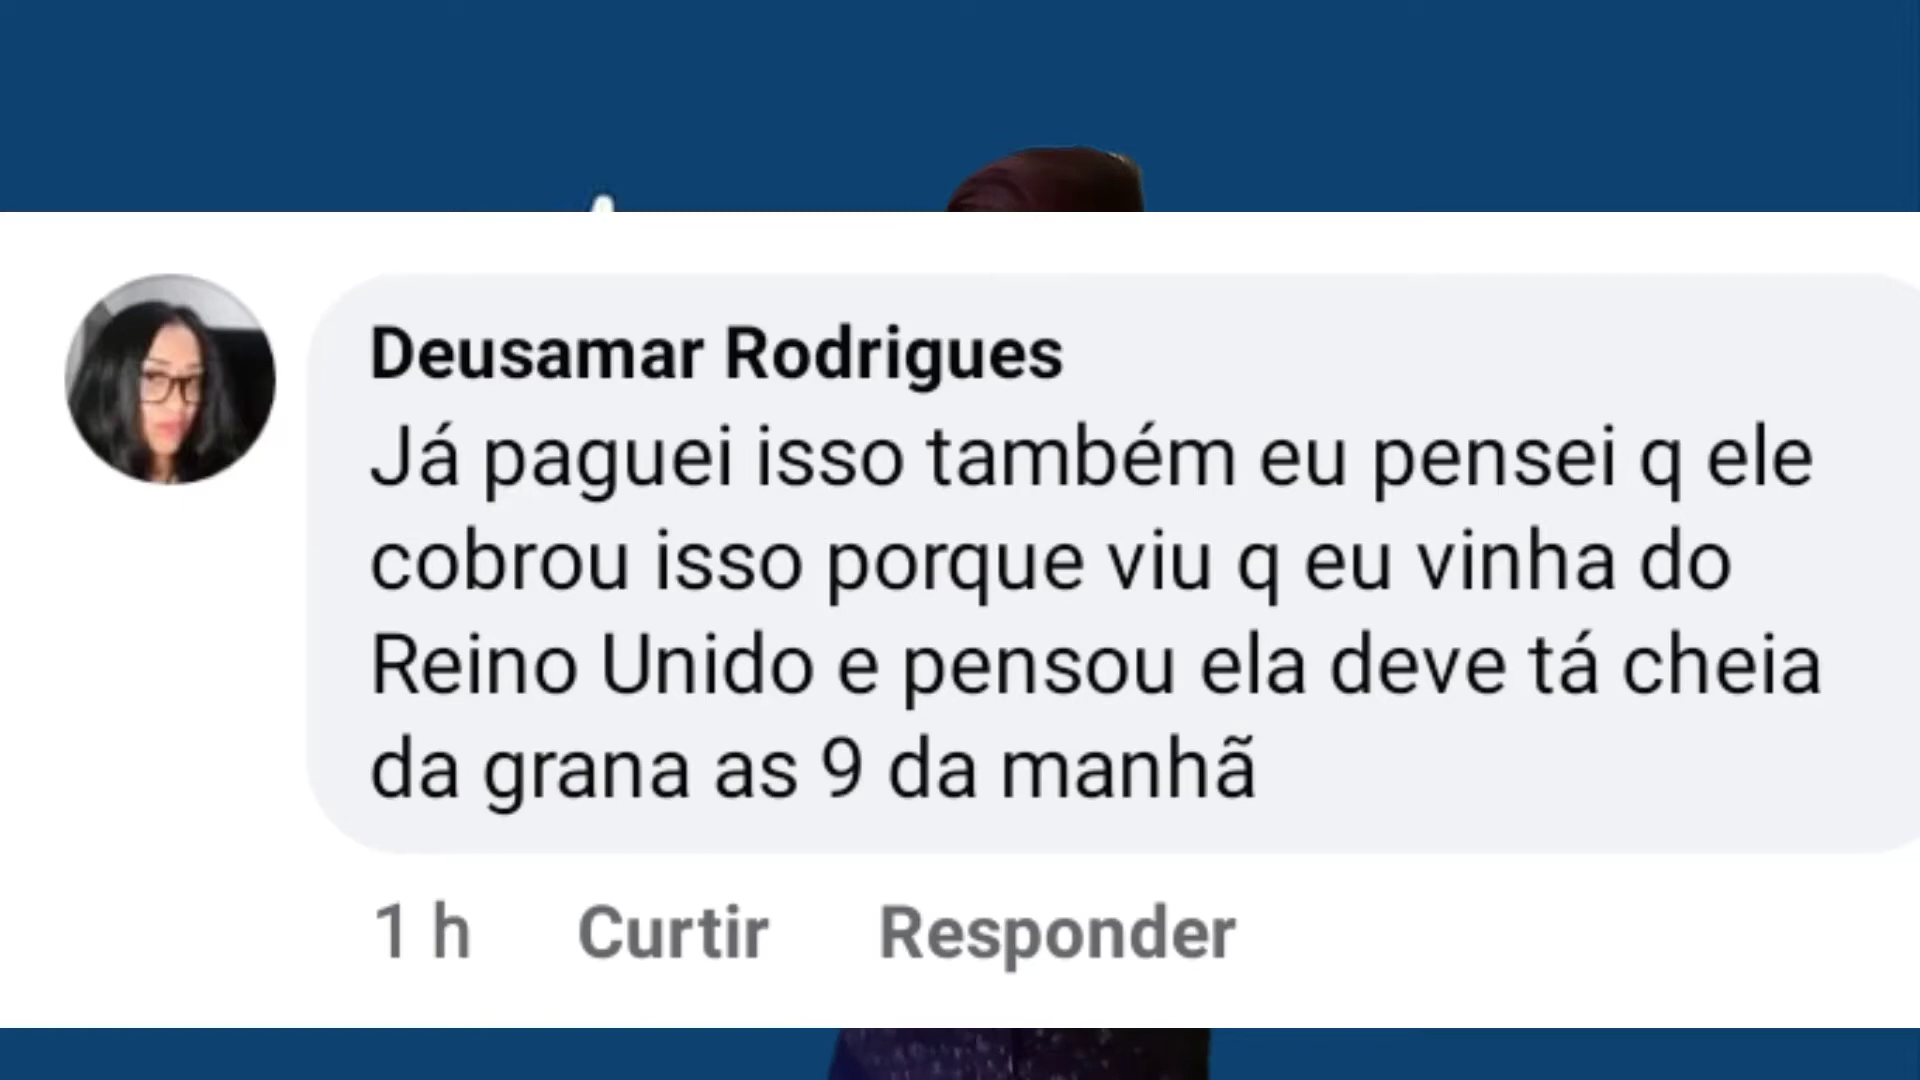 Deusamar Rodrigues
Já paguei isso também eu pensei q ele
cobrou isso porque viu q eu vinha do
Reino Unido e pensou ela deve tá cheia
da grana as 9 da manhã
1 h Curtir Responder